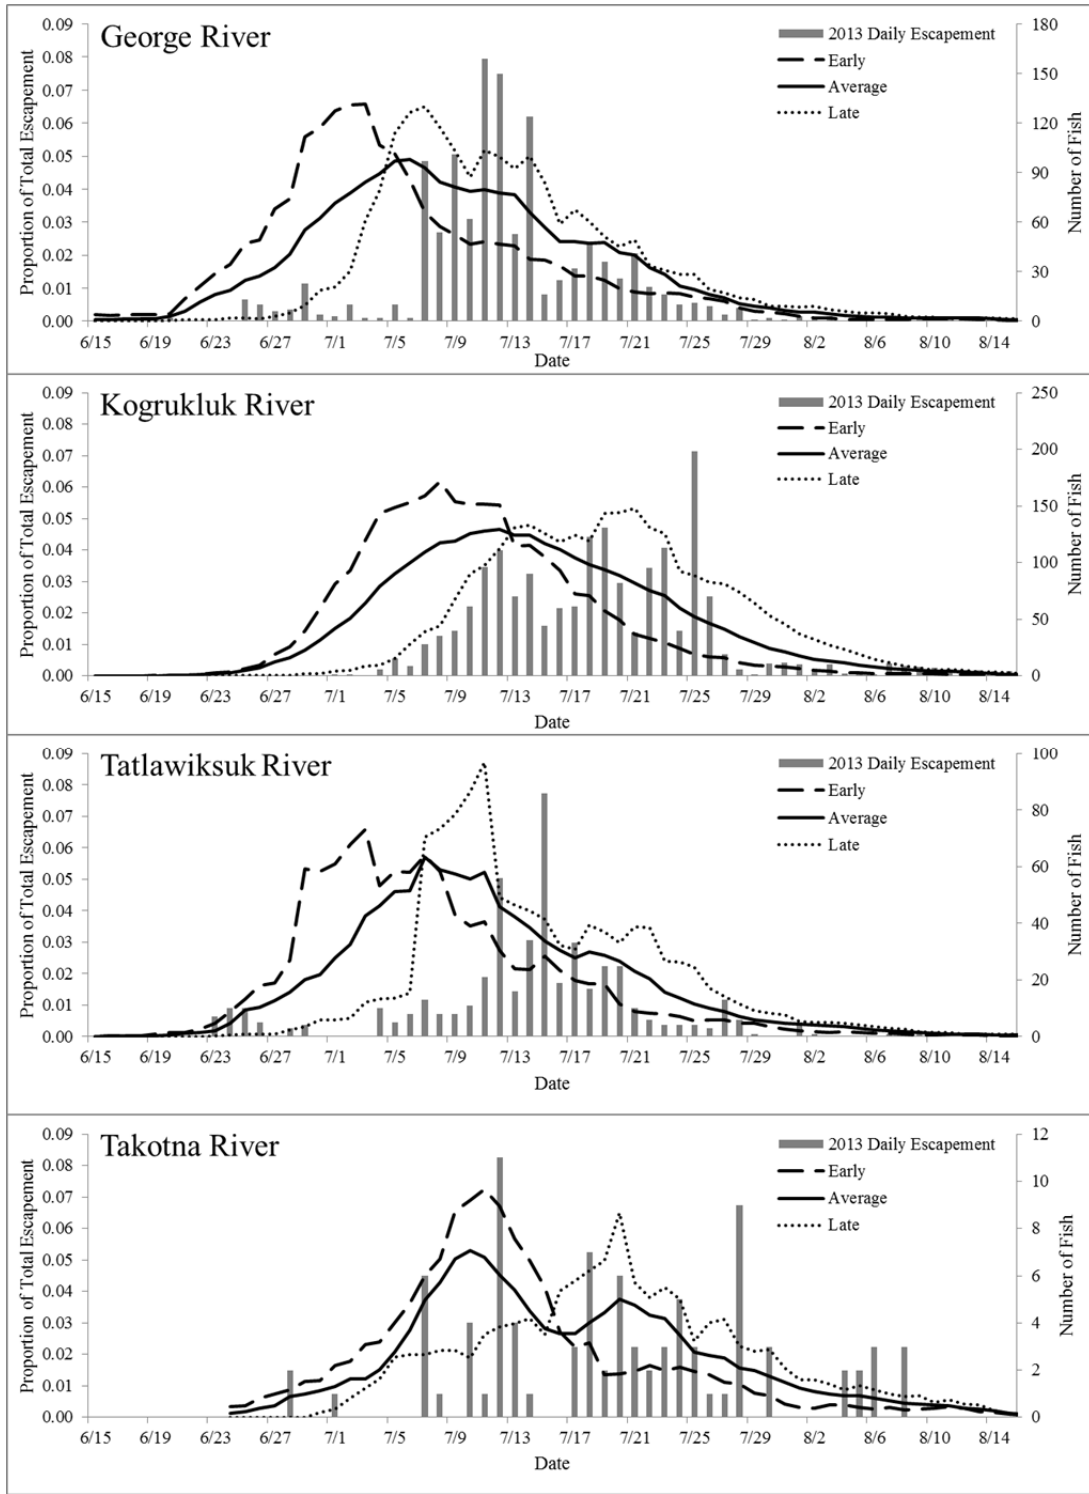 George River
Proportion of Total Escapement
0.09
0.08
0.07
0.06
0.05
0.04
0.03
0.02
0.01
0.00
2013 Daily Escapement
Early
Average
Late
180
150
120
90
60
30
0
Number of Fish
6/15 6/19 6/23 6/27 7/1 7/5 7/9 7/13 7/17 7/21 7/25 7/29 8/2 8/6 8/10 8/14
Date
Kogrukluk River
Proportion of Total Escapement
0.09
0.08
0.07
0.06
0.05
0.04
0.03
0.02
0.01
0.00
2013 Daily Escapement
Early
Average
Late
250
200
150
100
50
0
Number of Fish
6/15 6/19 6/23 6/27 7/1 7/5 7/9 7/13 7/17 7/21 7/25 7/29 8/2 8/6 8/10 8/14
Date
Tatlawiksuk River
Proportion of Total Escapement
0.09
0.08
0.07
0.06
0.05
0.04
0.03
0.02
0.01
0.00
2013 Daily Escapement
Early
Average
Late
100
80
60
40
20
0
Number of Fish
6/15 6/19 6/23 6/27 7/1 7/5 7/9 7/13 7/17 7/21 7/25 7/29 8/2 8/6 8/10 8/14
Date
Takotna River
Proportion of Total Escapement
0.09
0.08
0.07
0.06
0.05
0.04
0.03
0.02
0.01
0.00
2013 Daily Escapement
Early
Average
Late
12
10
8
6
4
2
0
Number of Fish
6/15 6/19 6/23 6/27 7/1 7/5 7/9 7/13 7/17 7/21 7/25 7/29 8/2 8/6 8/10 8/14
Date